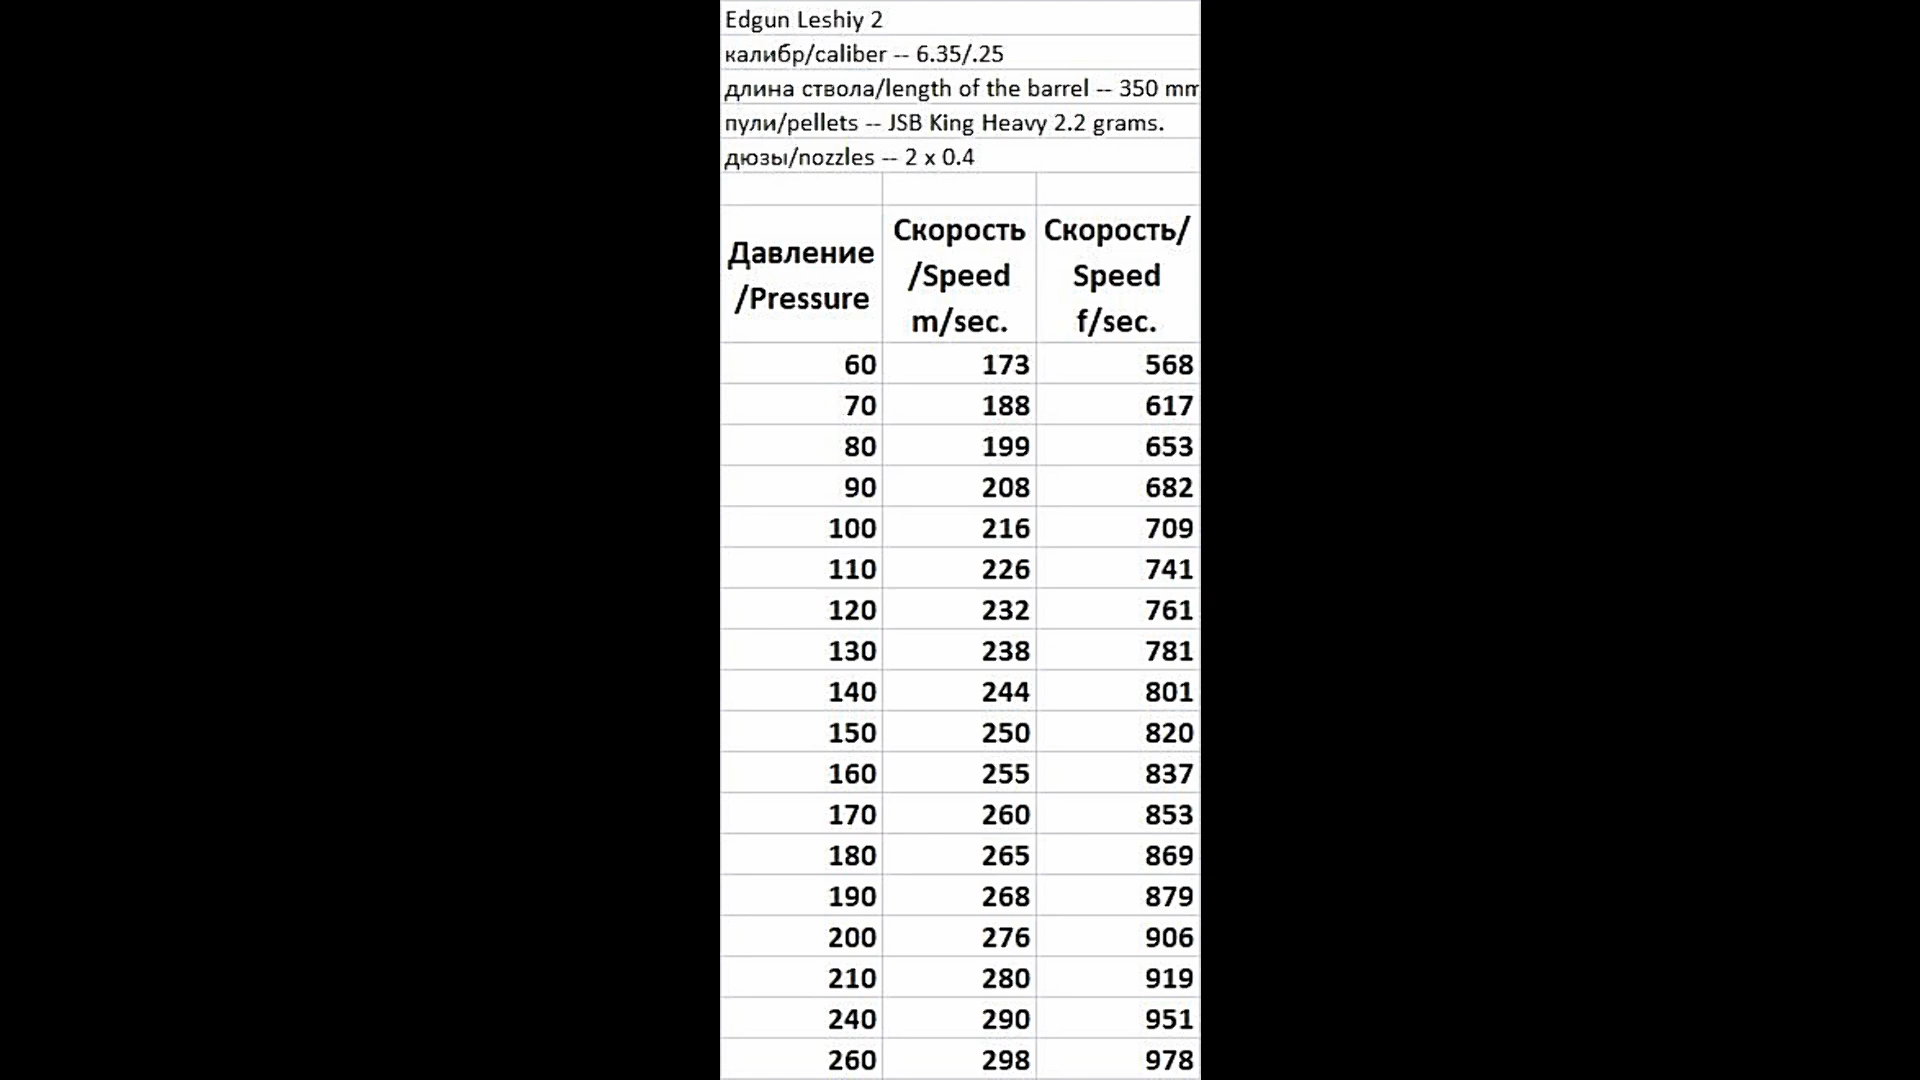 Edgun Leshiy 2
калибр/caliber -- 6.35/.25
длина ствола/length of the barrel -- 350 mm
пули/pellets -- JSB King Heavy 2.2 grams.
дюзы/nozzles -- 2 x 0.4
Давление /Pressure Скорость /Speed m/sec. Скорость/ Speed f/sec.
60 173 568
70 188 617
80 199 653
90 208 682
100 216 709
110 226 741
120 232 761
130 238 781
140 244 801
150 250 820
160 255 837
170 260 853
180 265 869
190 268 879
200 276 906
210 280 919
240 290 951
260 298 978